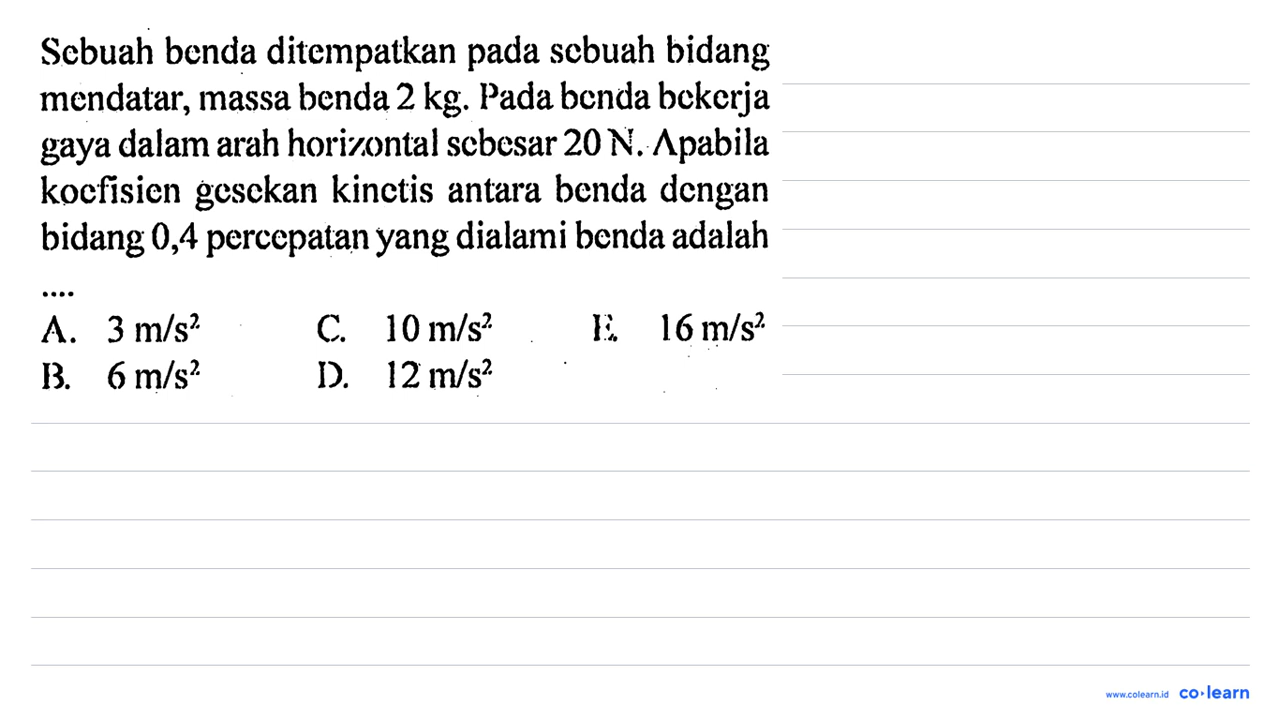 Sebuah benda ditempatkan pada sebuah bidang
mendatar, massa benda 2 kg. Pada benda bekerja
gaya dalam arah horizontal sebesar 20 N. Apabila
koefisien gesekan kinetis antara benda dengan
bidang 0,4 percepatan yang dialami benda adalah
....
A. 3 m/s² C. 10 m/s² E. 16 m/s²
B. 6 m/s² D. 12 m/s²
www.colearn.id co·learn